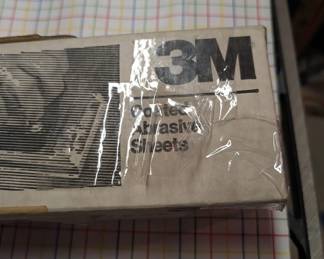 3M
Coated
Abrasive
Sheets